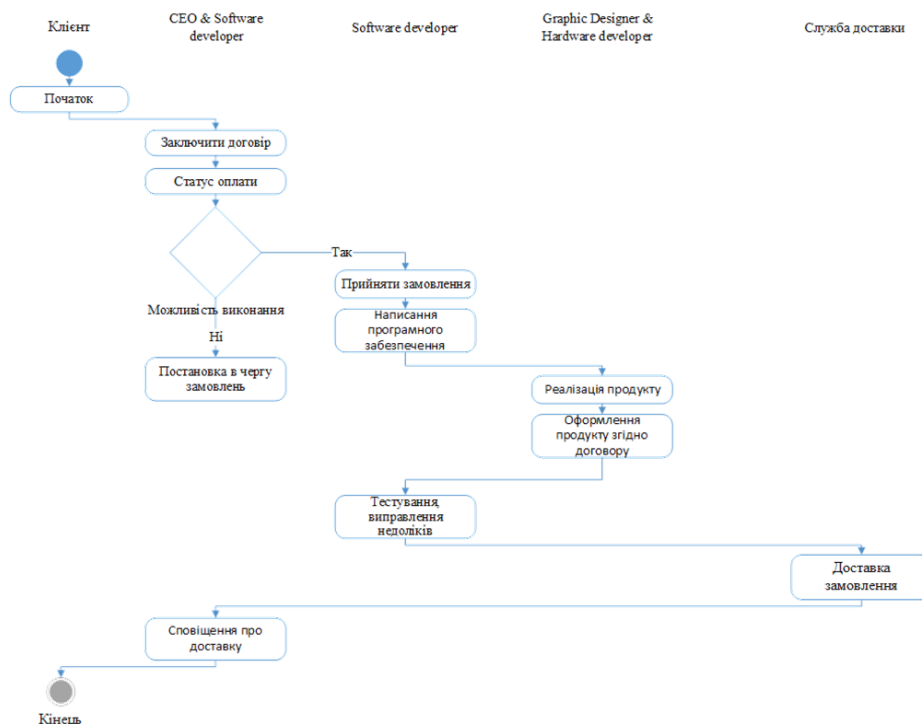 Клієнт
CEO & Software
developer
Software developer
Graphic Designer &
Hardware developer
Служба доставки
Початок
Заключити договір
Статус оплати
Так
Прийняти замовлення
Можливість виконання
Написання
програмного
забезпечення
Ні
Постановка в чергу
замовлень
Реалізація продукту
Оформлення
продукту згідно
договору
Тестування,
виправлення
недоліків
Доставка
замовлення
Сповіщення про
доставку
Кінець